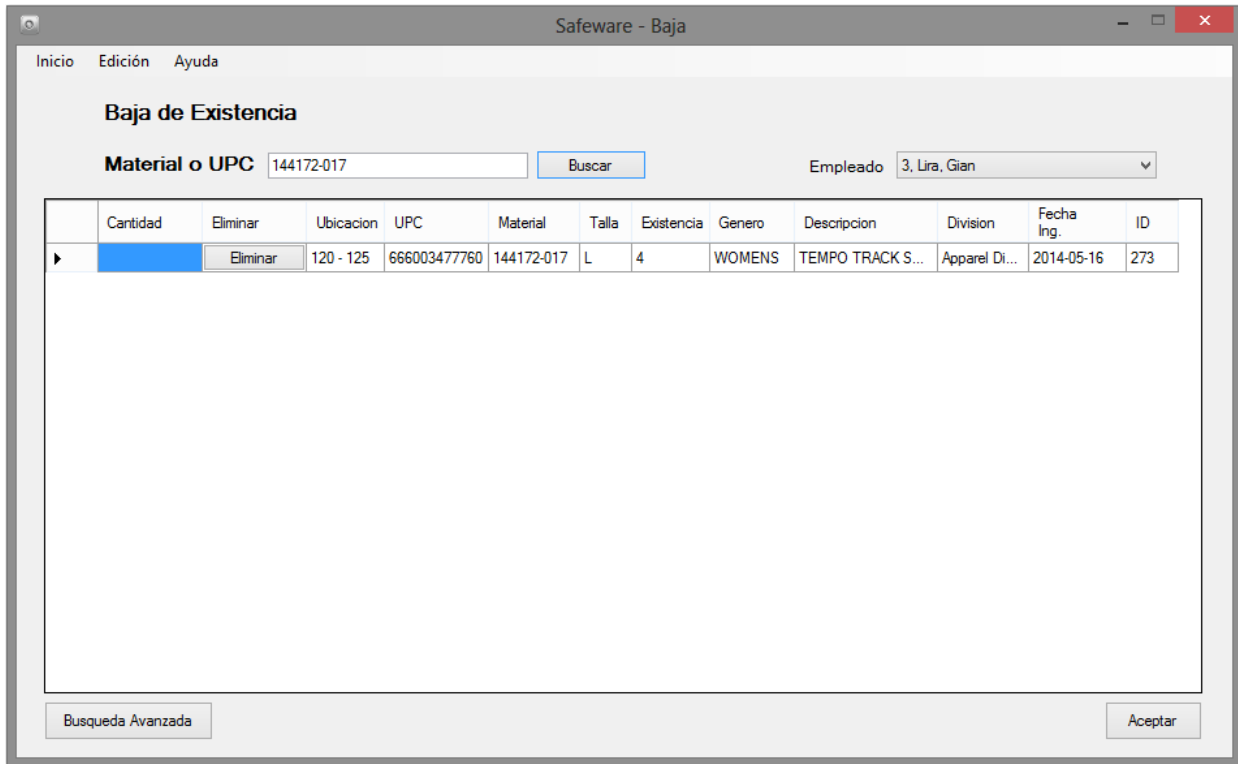 Safeware - Baja
Inicio Edición Ayuda
Baja de Existencia
Material o UPC 144172-017 Buscar Empleado 3, Lira, Gian
Cantidad Eliminar Ubicacion UPC Material Talla Existencia Genero Descripcion Division Fecha Ing. ID
Eliminar 120 - 125 666003477760 144172-017 L 4 WOMENS TEMPO TRACK S... Apparel Di... 2014-05-16 273
Busqueda Avanzada Aceptar